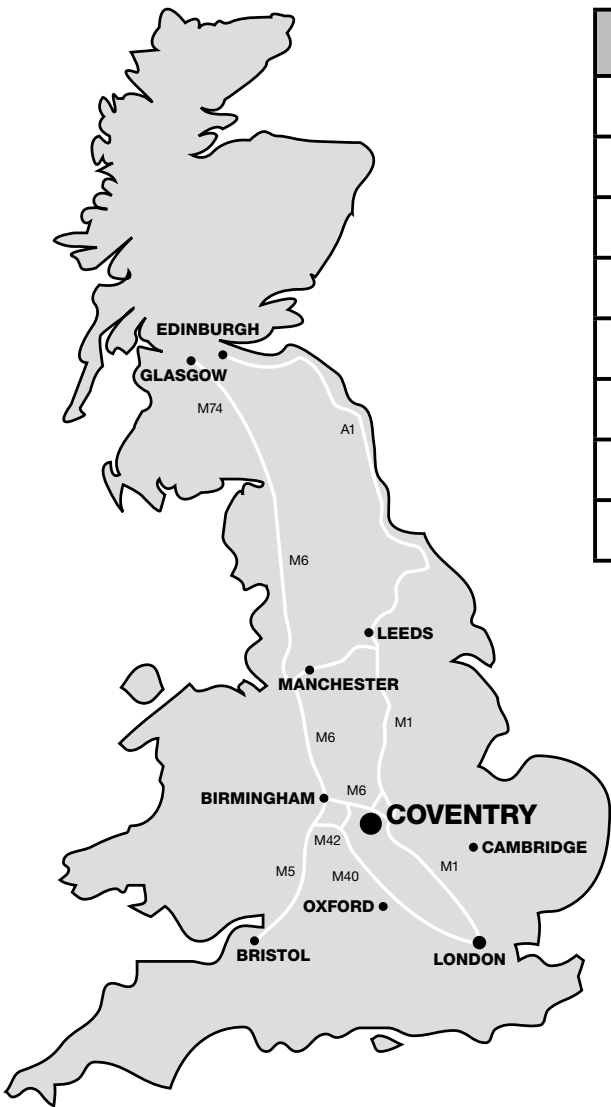 EDINBURGH
GLASGOW
M74
A1
M6
LEEDS
MANCHESTER
M1
M6
M6
BIRMINGHAM
COVENTRY
M42
CAMBRIDGE
M1
M5
M40
OXFORD
BRISTOL
LONDON